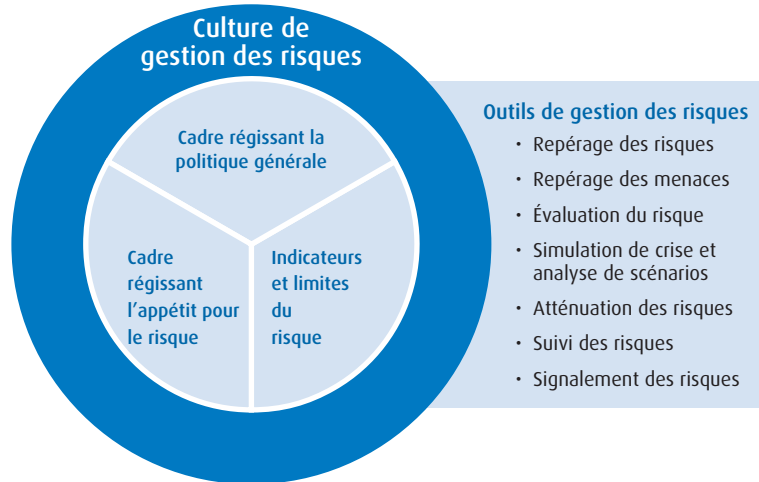 Culture de
gestion des risques
Cadre régissant la
politique générale
Cadre
régissant
l'appétit pour
le risque
Indicateurs
et limites
du
risque
Outils de gestion des risques
• Repérage des risques
• Repérage des menaces
• Évaluation du risque
• Simulation de crise et
analyse de scénarios
• Atténuation des risques
• Suivi des risques
• Signalement des risques